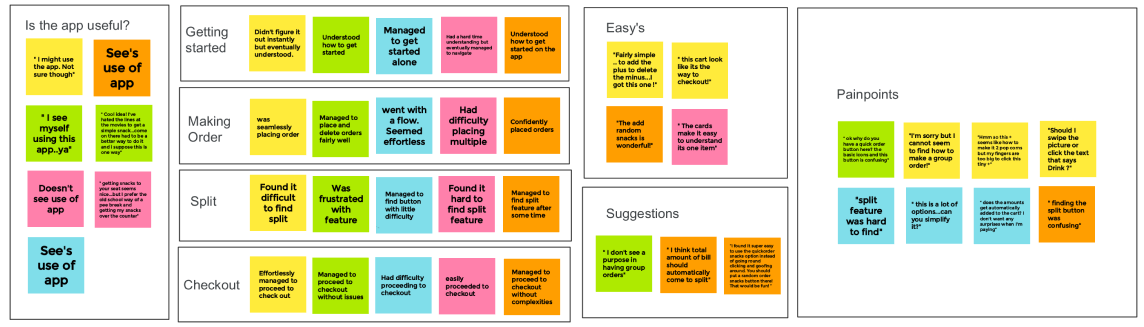 Is the app useful?
" I might
use the
app. Not
sure though"
See's
use of
app
" I see
myself
using this
app..ya"
" Cool idea! I've
hated the lines at
the movies to get a
simple snack...come
on there had to be a
better way to do it
and I suppose this is
one way"
Doesn't
see use of
app
" getting snacks to
your seat seems
nice...but I prefer the
old school way of a
pee break and
getting my snacks
over the counter"
See's
use of
app
Getting
started
Didn't figure it
out instantly
but eventually
understood.
Understood
how to get
started
Managed
to get
started
alone
Had a hard time
understanding but
eventually managed to
navigate
Understood
how to get
started on the
app
Making
Order
was
seamlessly
placing order
Managed to
place and
delete orders
fairly well
went with
a flow.
Seemed
effortless
Had
difficulty
placing
multiple
Confidently
placed orders
Split
Found it
difficult
to find
split
Was
frustrated
with
feature
Managed to
find button
with little
difficulty
Found it
hard to
find split
feature
Managed to
find split
feature after
some time
Checkout
Effortlessly
managed to
proceed to
check out
Managed to
proceed to
checkout
without issues
Had difficulty
proceeding to
checkout
easily
proceeded to
checkout
Managed to
proceed to
checkout
without
complexities
Easy's
"Fairly simple
.. to add the
plus to delete
the minus...I
got this one !"
" this cart look
like its the
way to
checkout!"
"The add
random
snacks is
wonderful!"
"The cards
make it easy
to understand
its one item"
Suggestions
" I don't see a
purpose in
having group
orders"
" I think total
amount of bill
should
automatically
come to split"
"I found it super easy
to use the quickorder
snacks option instead
of going round
clicking and goofing
around. You should
put a random order
snacks button there!
That would be fun! "
Painpoints
" ok why do you
have a quick order
button here? the
basic icons and this
button is confusing"
"I'm sorry but I
cannot seem
to find how to
make a group
order!"
"Hmm so this +
seems like how to
make it 2 pop corns
but my fingers are
too big to click this
tiny +"
"Should I
swipe the
picture or
click the text
that says
Drink ?"
"split
feature
was hard
to find"
" this is a lot of
options...can
you simplify
it?"
" does the amounts
get automatically
added to the cart? I
don't want any
surprises when I'm
paying"
" finding the
split button
was
confusing"